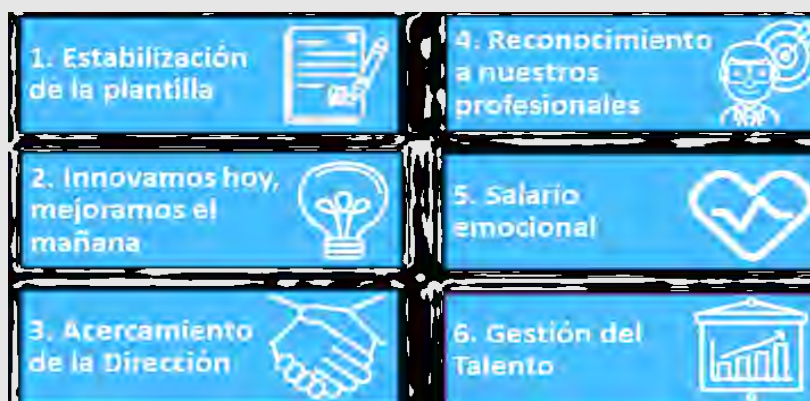 1. Estabilización
de la plantilla
2. Innovamos hoy,
mejoramos el
mañana
3. Acercamiento
de la Dirección
4. Reconocimiento
a nuestros
profesionales
5. Salario
emocional
6. Gestión del
Talento